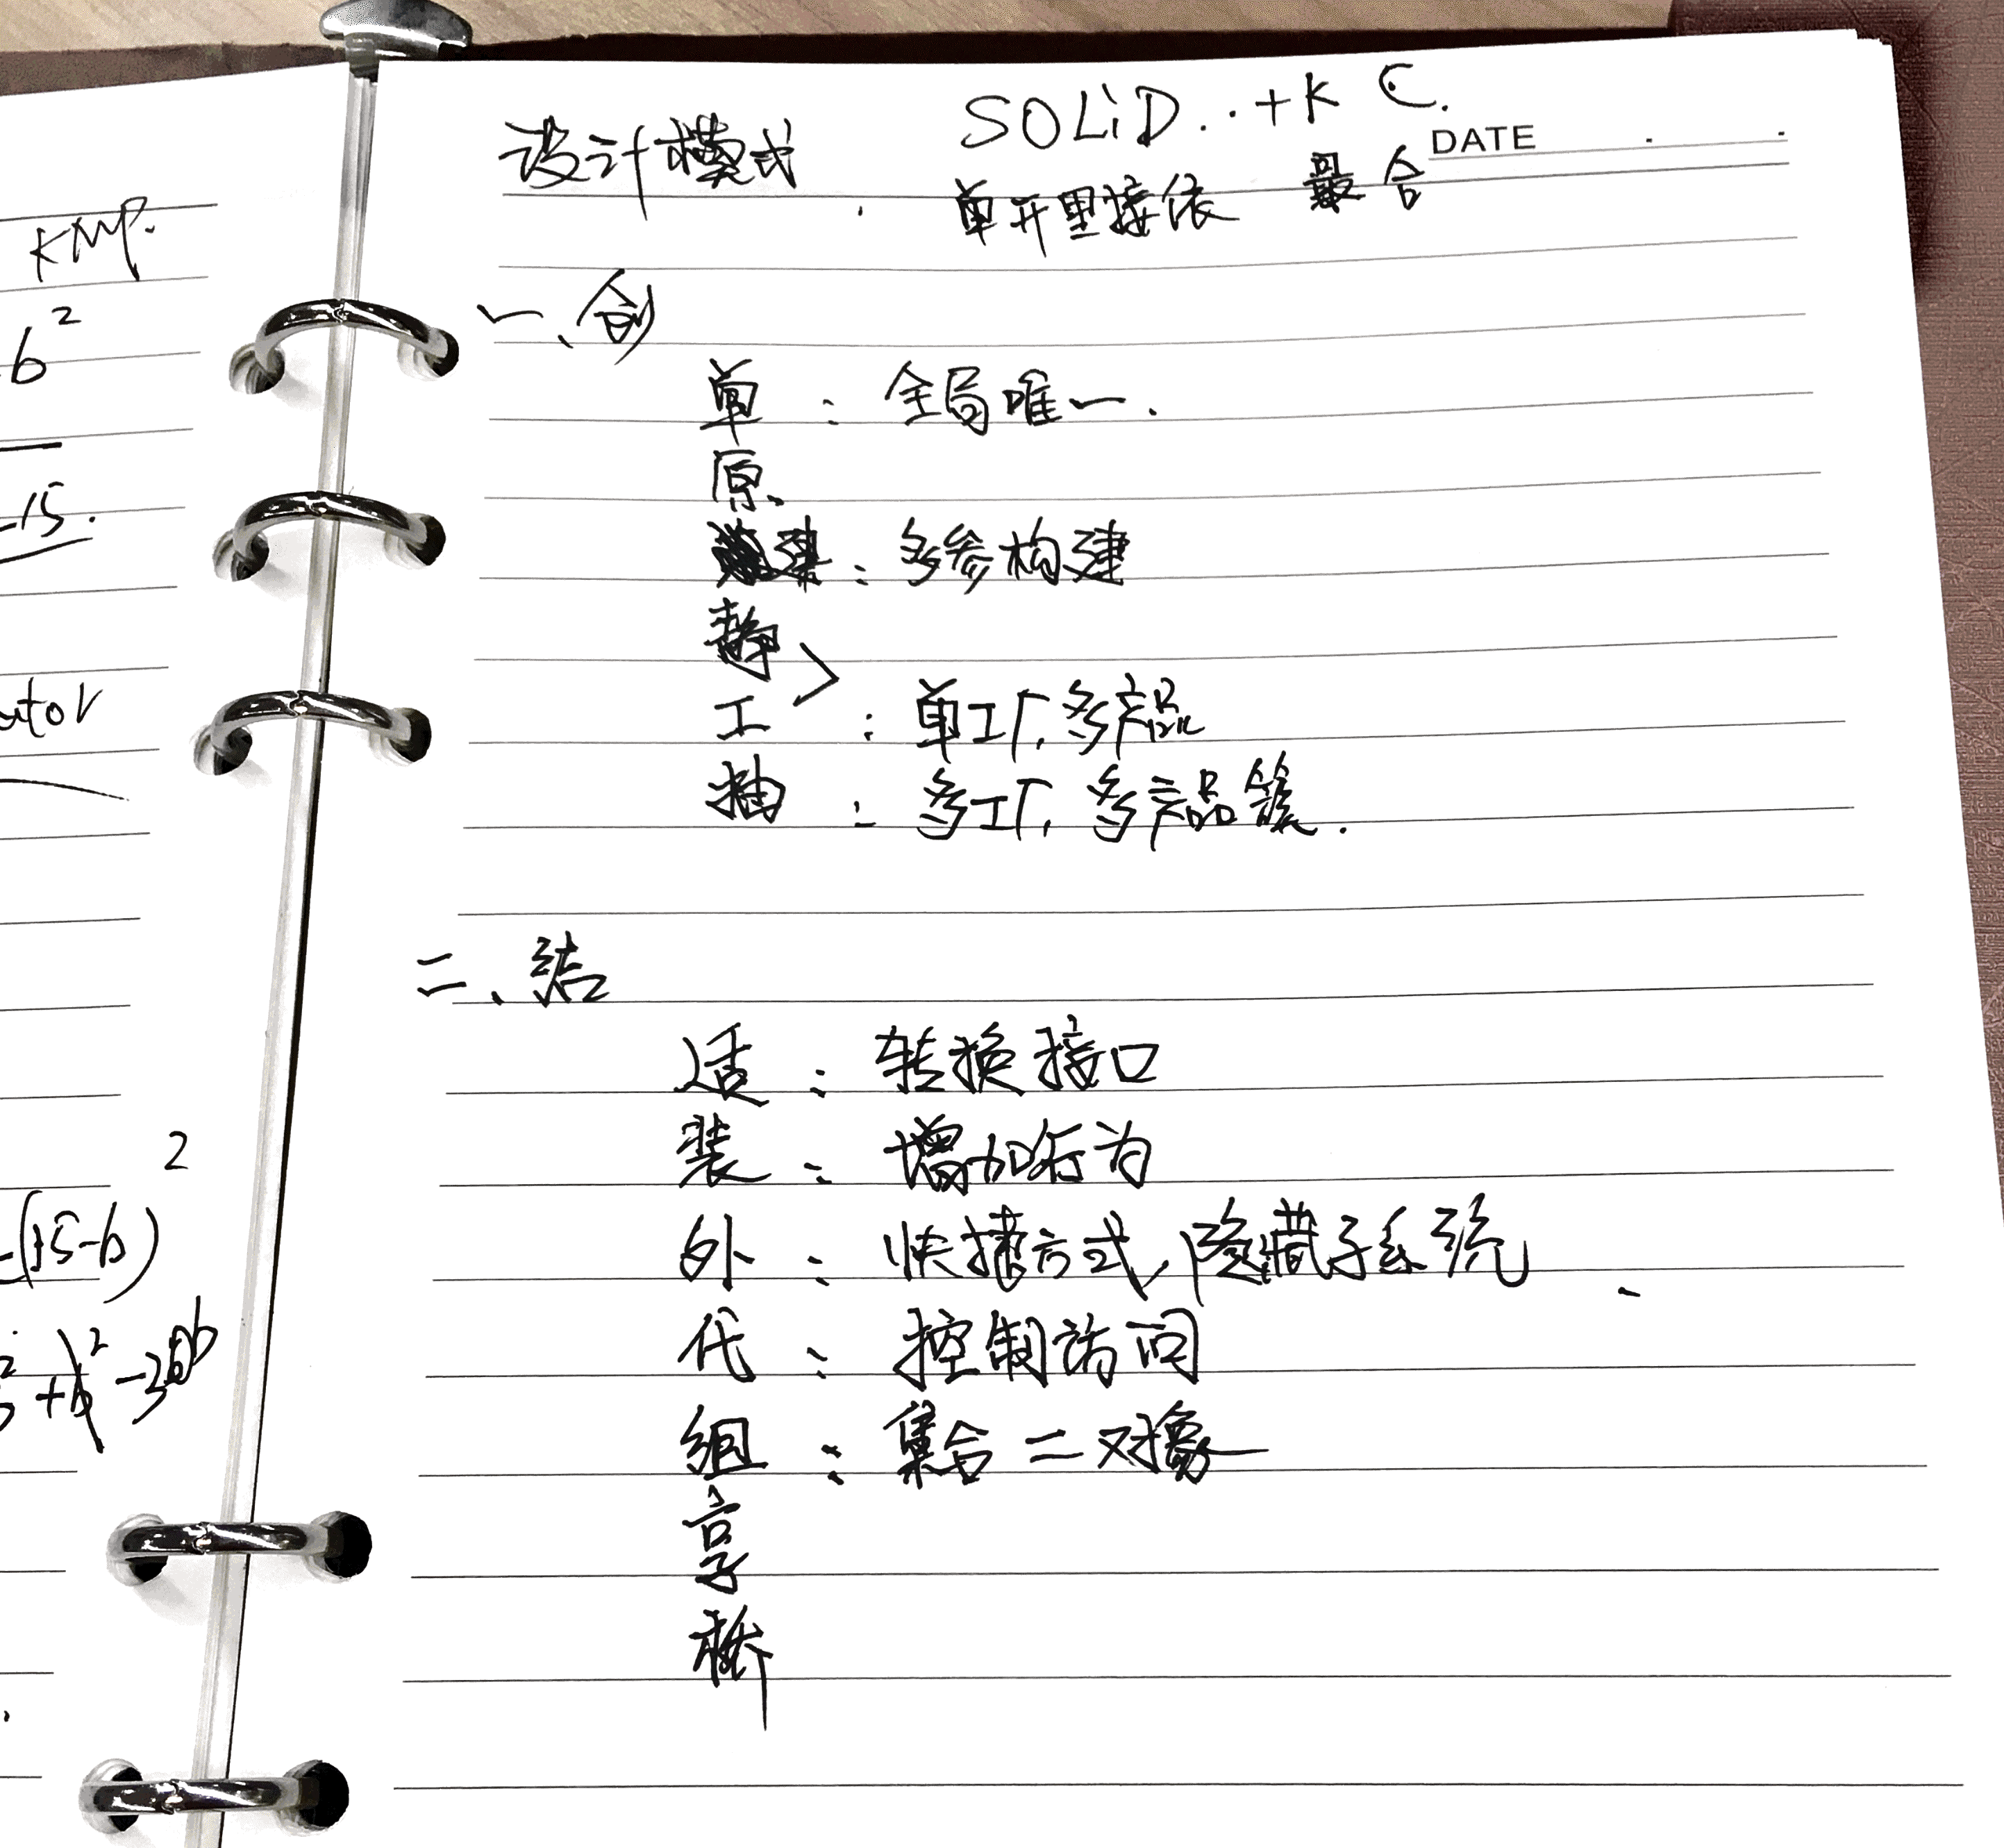 KMP.
b²
-15.
ator
2
-(15-b)
+b² -30b
设计模式 SOLiD..+K C.
DATE
单开里接依 最合
一、创
单：全局唯一.
原.
建：多参构建
静
工：单工厂,多产品
抽：多工厂,多产品簇.
二、结
适：转换接口
装：增加行为
外：快捷方式,隐藏子系统
代：控制访问
组：集合=对象
享
桥